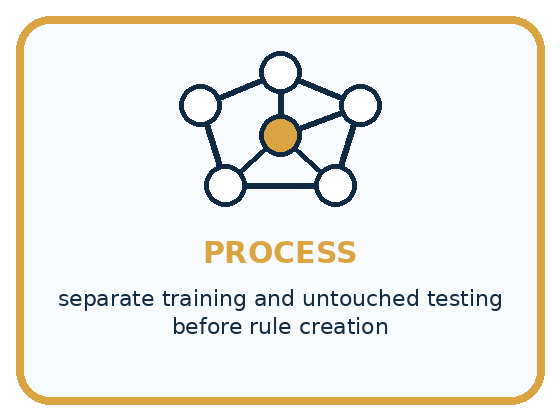 PROCESS
separate training and untouched testing
before rule creation